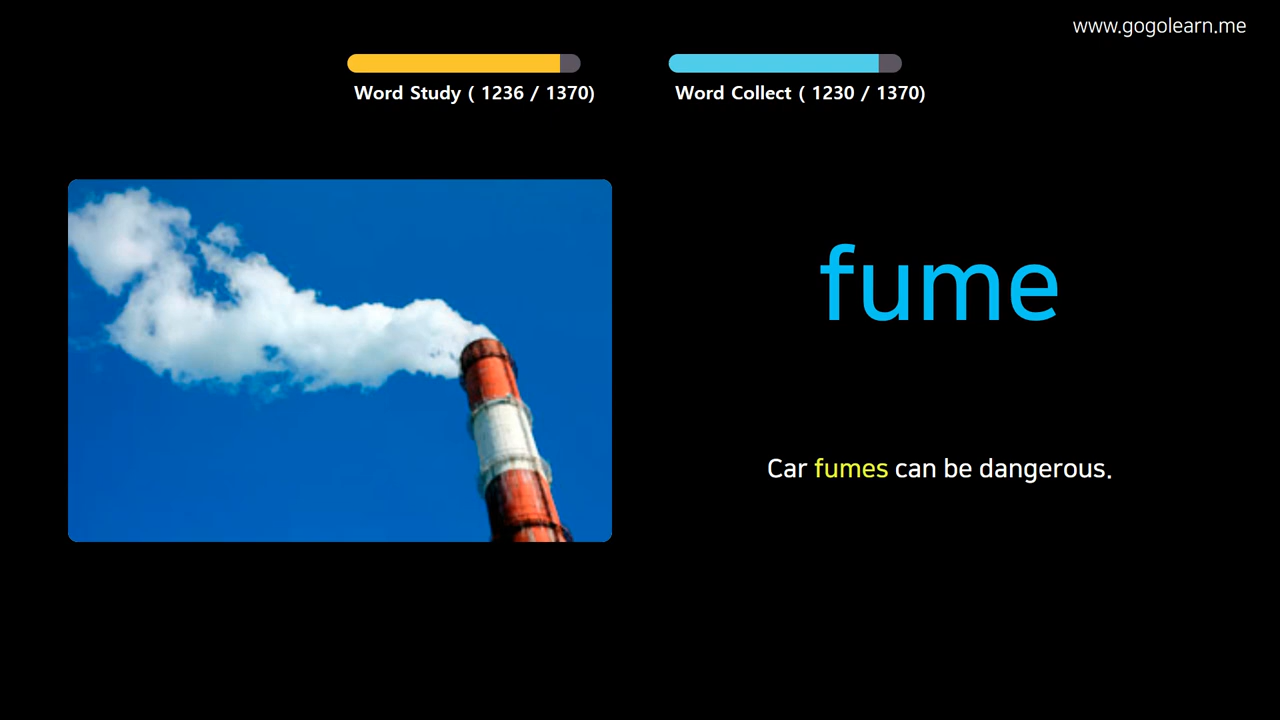 www.gogolearn.me
Word Study ( 1236 / 1370)
Word Collect ( 1230 / 1370)
fume
Car fumes can be dangerous.